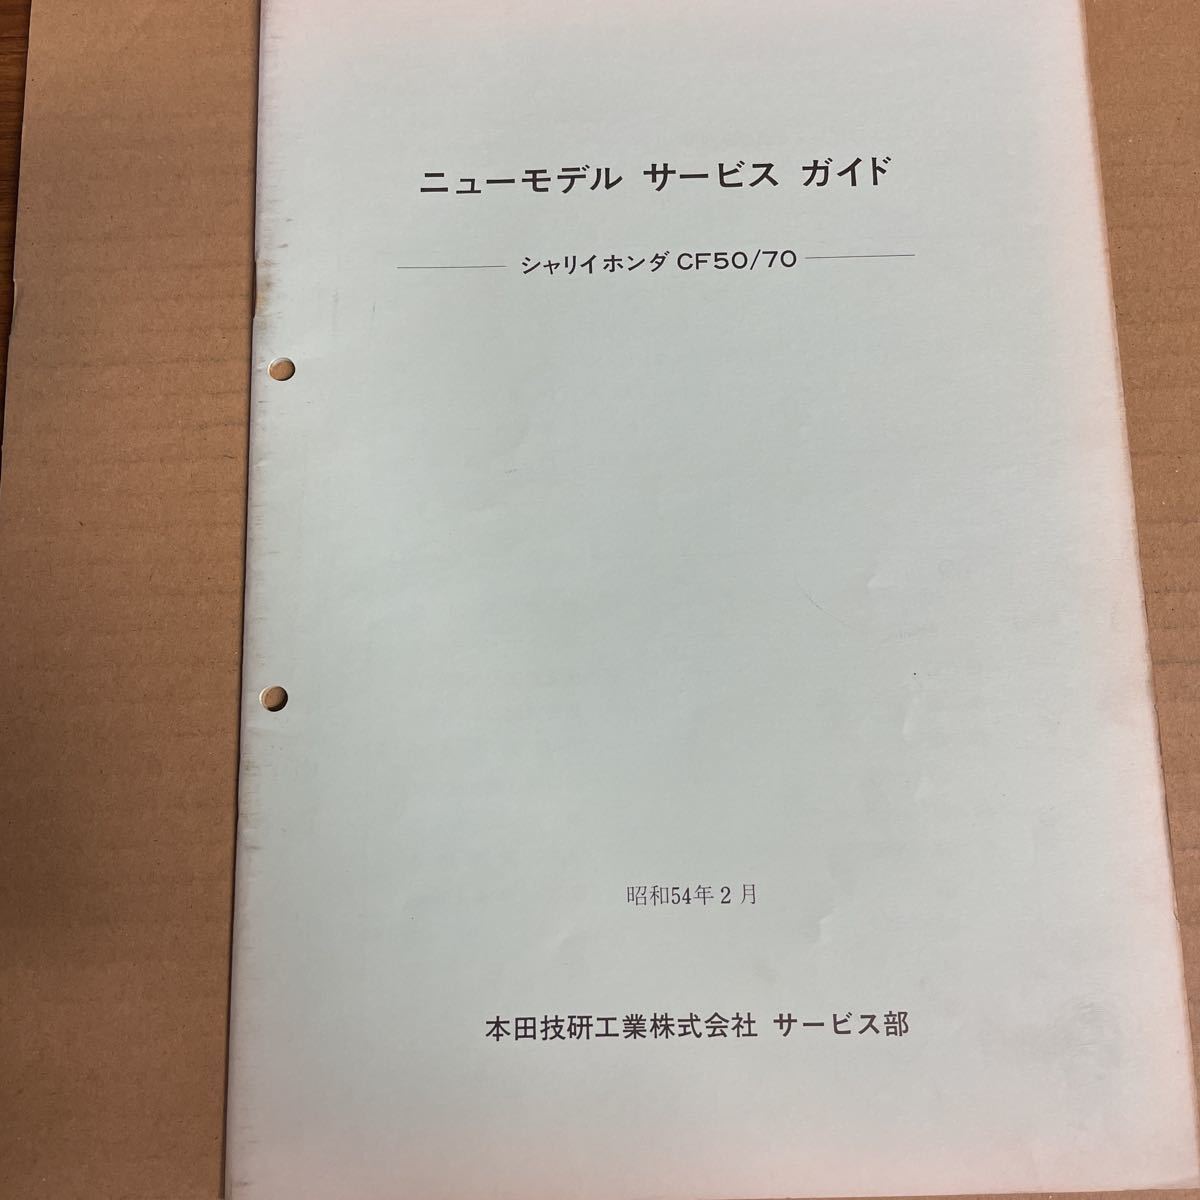 ニューモデル サービス ガイド
シャリイホンダ CF50/70
昭和54年2月
本田技研工業株式会社 サービス部